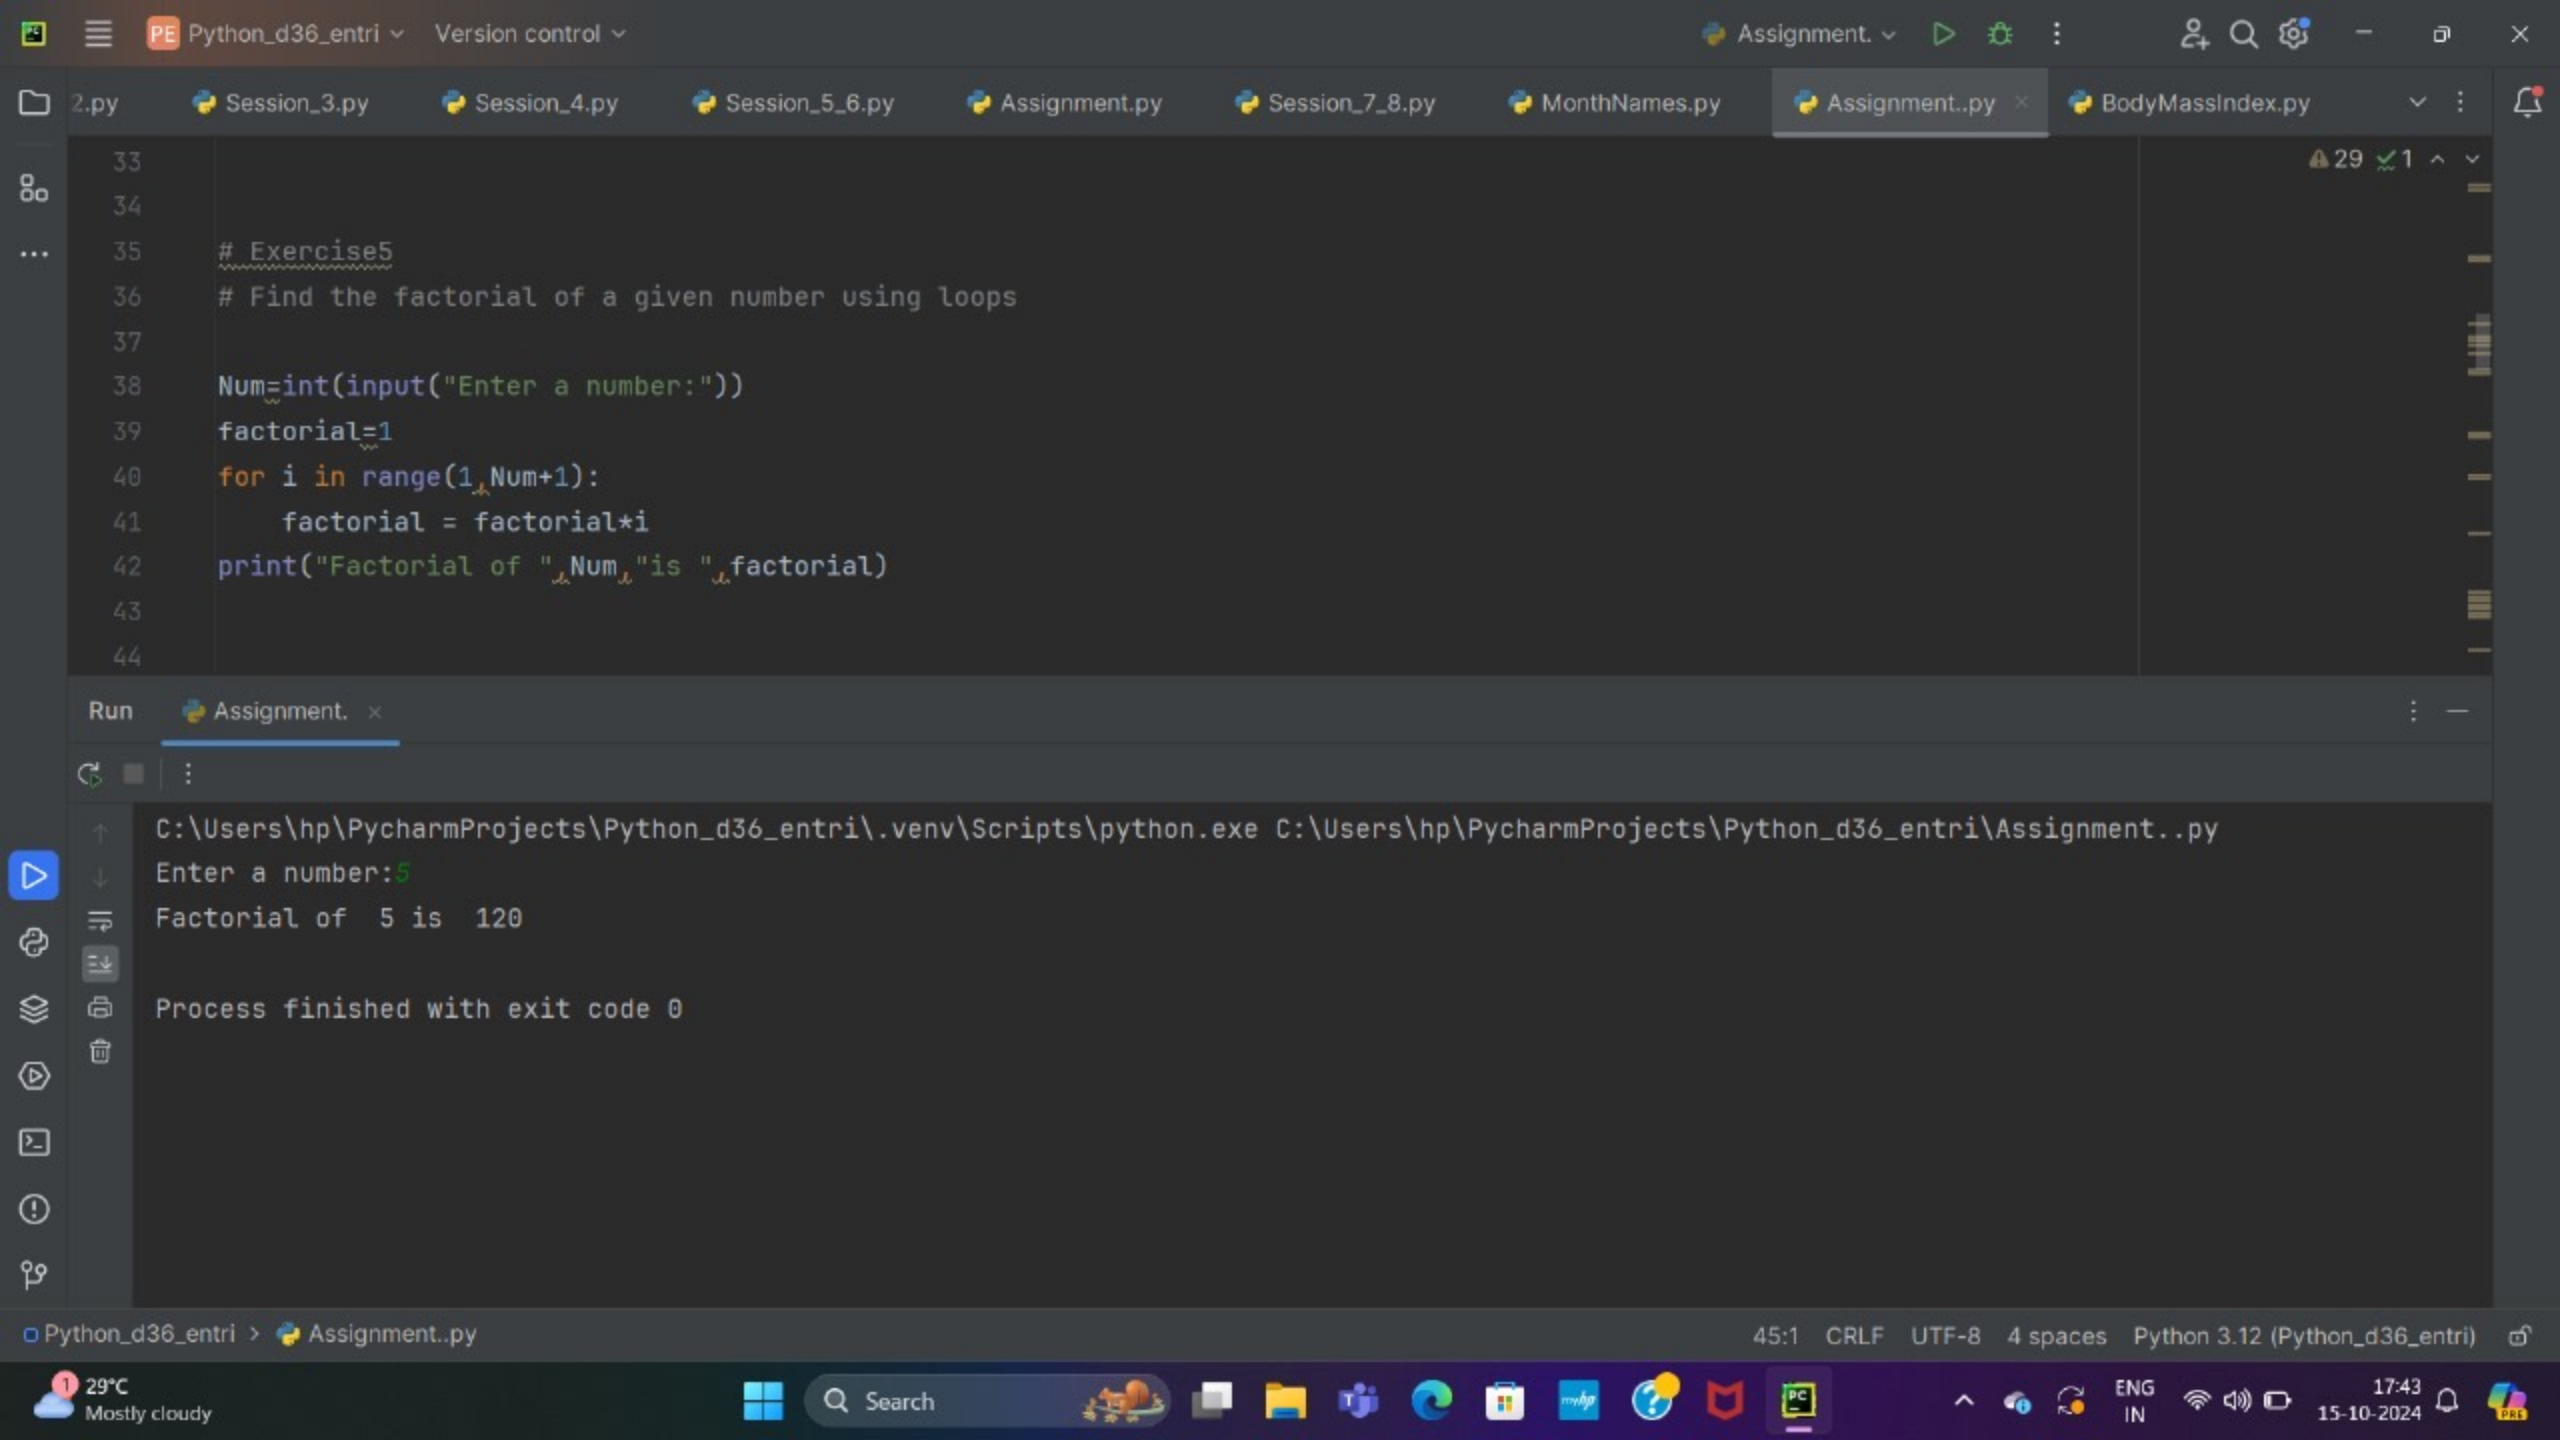 PE Python_d36_entri Version control Assignment.
2.py Session_3.py Session_4.py Session_5_6.py Assignment.py Session_7_8.py MonthNames.py Assignment..py BodyMassIndex.py
29 1
33
34
35 # Exercise5
36 # Find the factorial of a given number using loops
37
38 Num=int(input("Enter a number:"))
39 factorial=1
40 for i in range(1,Num+1):
41     factorial = factorial*i
42 print("Factorial of ",Num,"is ",factorial)
43
44
Run Assignment.
C:\Users\hp\PycharmProjects\Python_d36_entri\.venv\Scripts\python.exe C:\Users\hp\PycharmProjects\Python_d36_entri\Assignment..py
Enter a number:5
Factorial of  5 is  120
Process finished with exit code 0
Python_d36_entri > Assignment..py 45:1 CRLF UTF-8 4 spaces Python 3.12 (Python_d36_entri)
1 29°C
Mostly cloudy
Search
myhp
PC
ENG
IN
17:43
15-10-2024
PRE